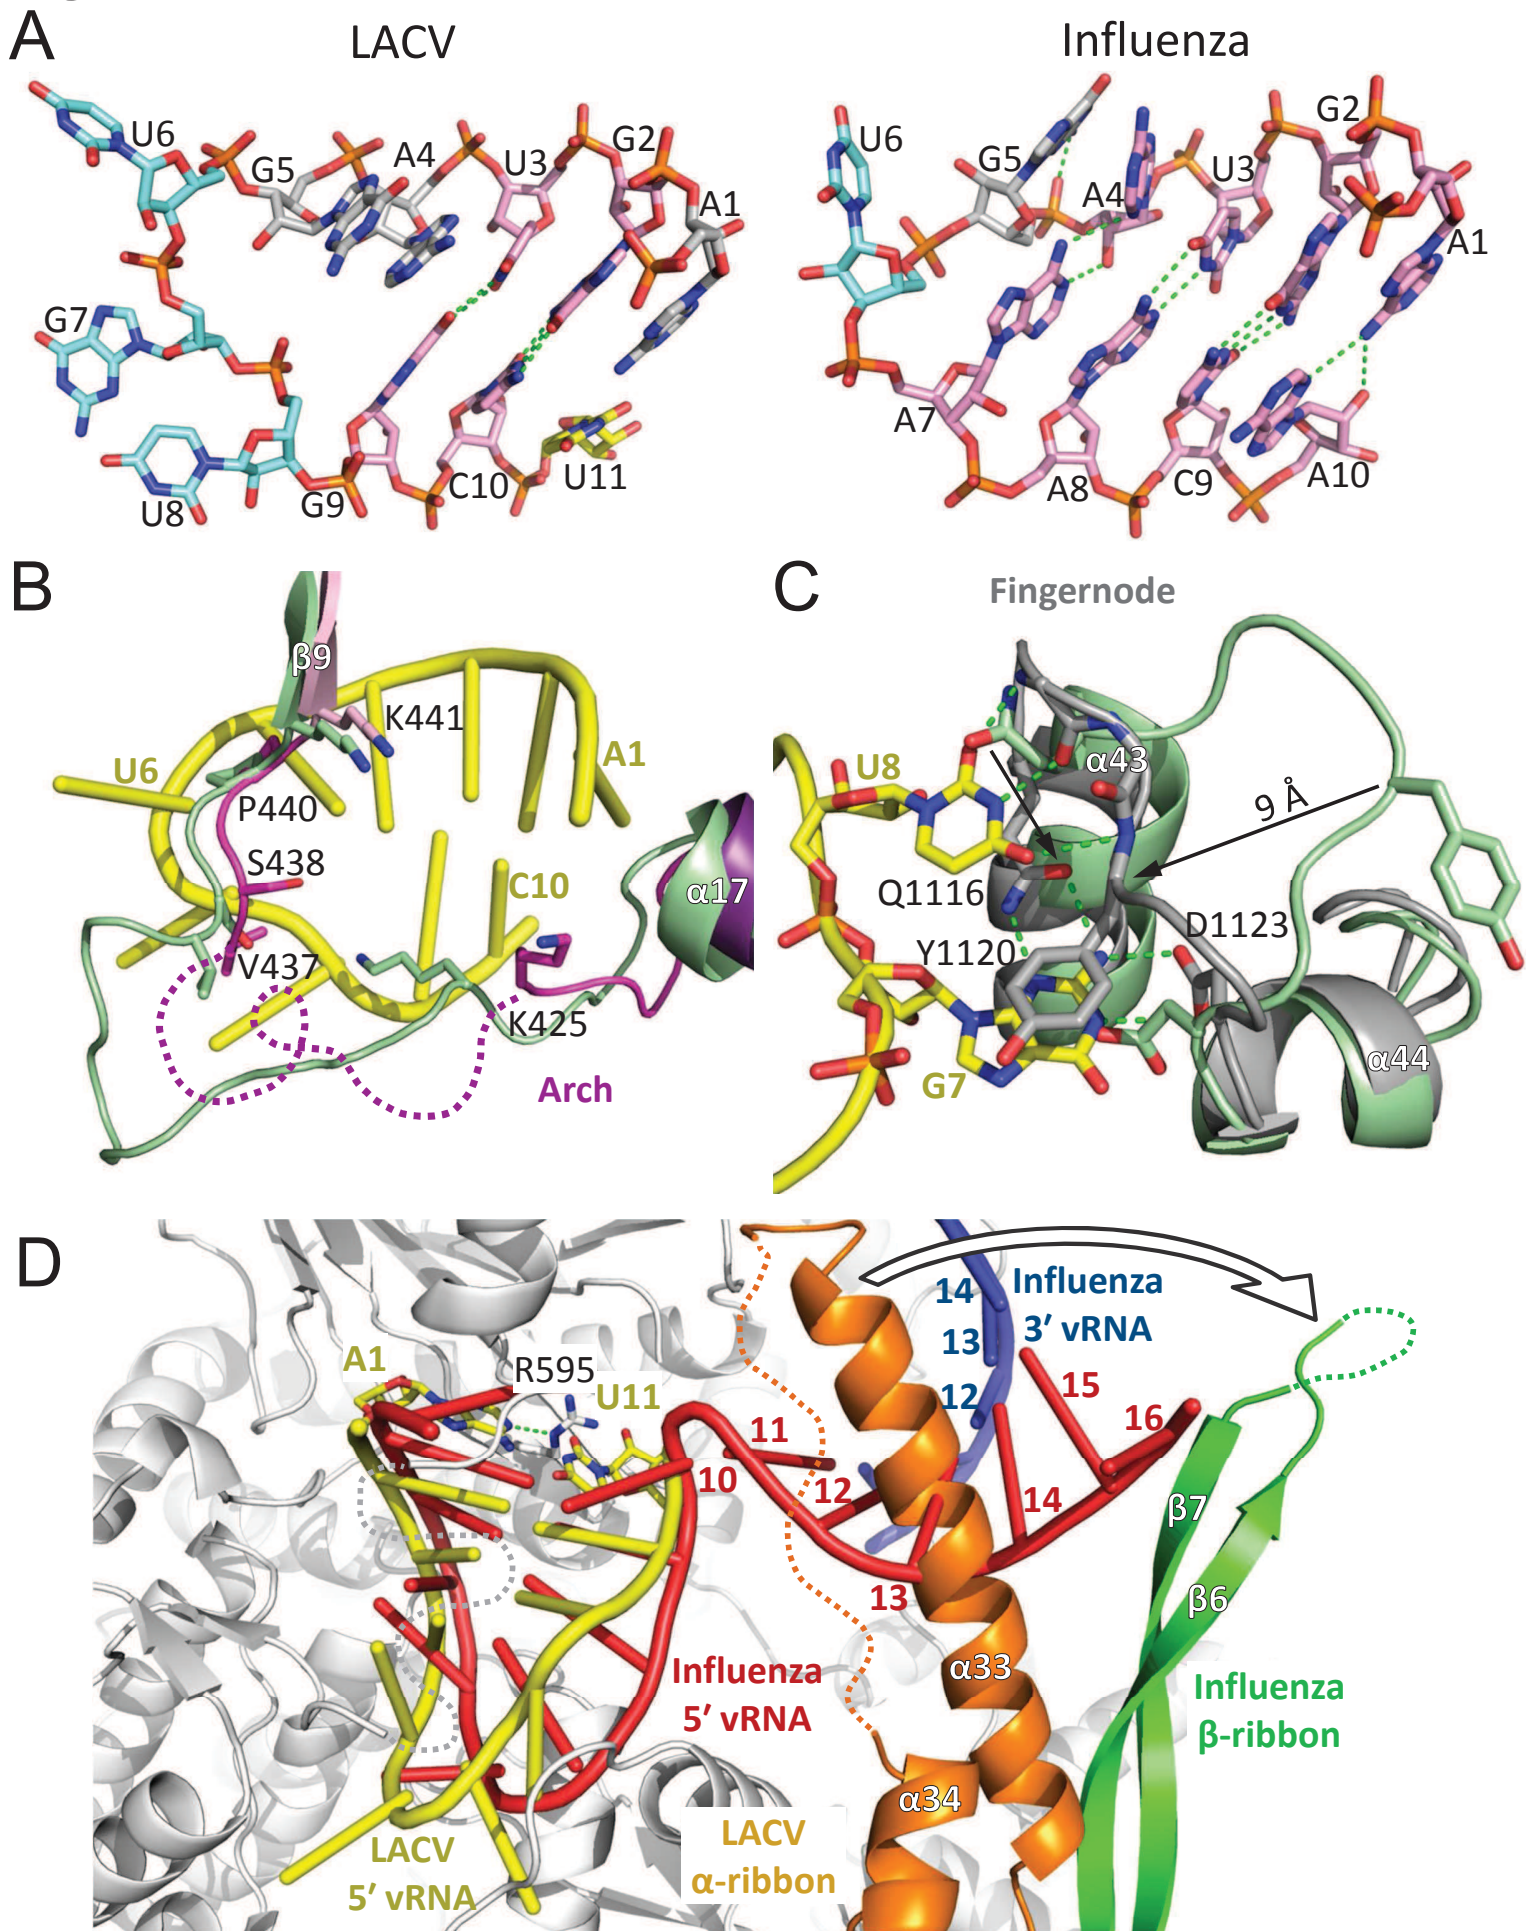 A
LACV
Influenza
U6
G5
A4
U3
G2
A1
G7
U8
G9
C10
U11
U6
G5
A4
U3
G2
A1
A7
A8
C9
A10
B
β9
K441
U6
A1
P440
S438
C10
α17
V437
K425
Arch
C
Fingernode
U8
α43
9 Å
Q1116
Y1120
D1123
G7
α44
D
A1
R595
U11
14
13
12
Influenza
3′ vRNA
10
11
12
13
14
15
16
β7
β6
α33
α34
Influenza
5′ vRNA
Influenza
β-ribbon
LACV
5′ vRNA
LACV
α-ribbon